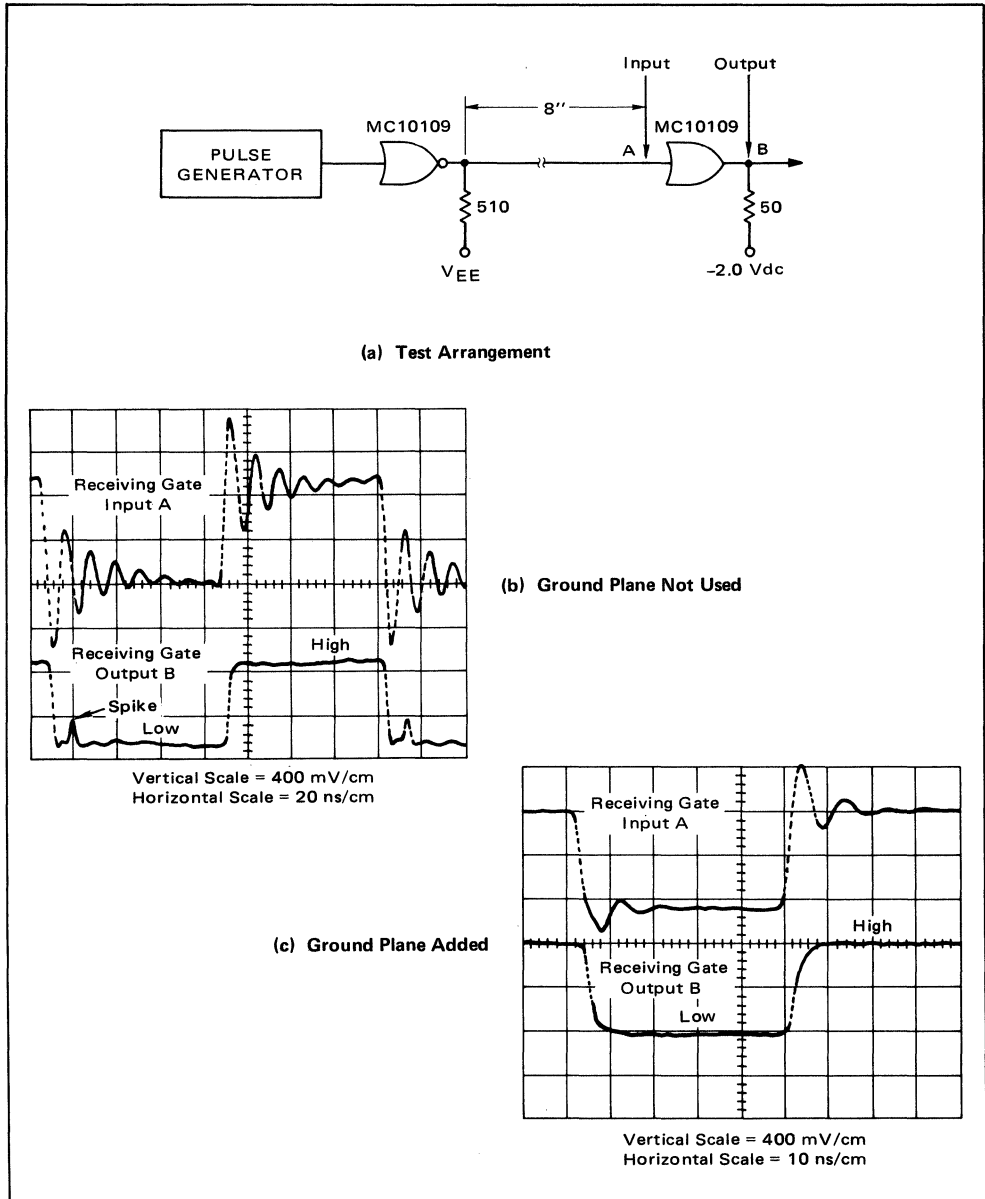 Input
Output
8''
MC10109
MC10109
A
B
PULSE
GENERATOR
510
50
VEE
–2.0 Vdc
(a) Test Arrangement
Receiving Gate
Input A
(b) Ground Plane Not Used
High
Receiving Gate
Output B
Spike
Low
Vertical Scale = 400 mV/cm
Horizontal Scale = 20 ns/cm
Receiving Gate
Input A
High
(c) Ground Plane Added
Receiving Gate
Output B
Low
Vertical Scale = 400 mV/cm
Horizontal Scale = 10 ns/cm